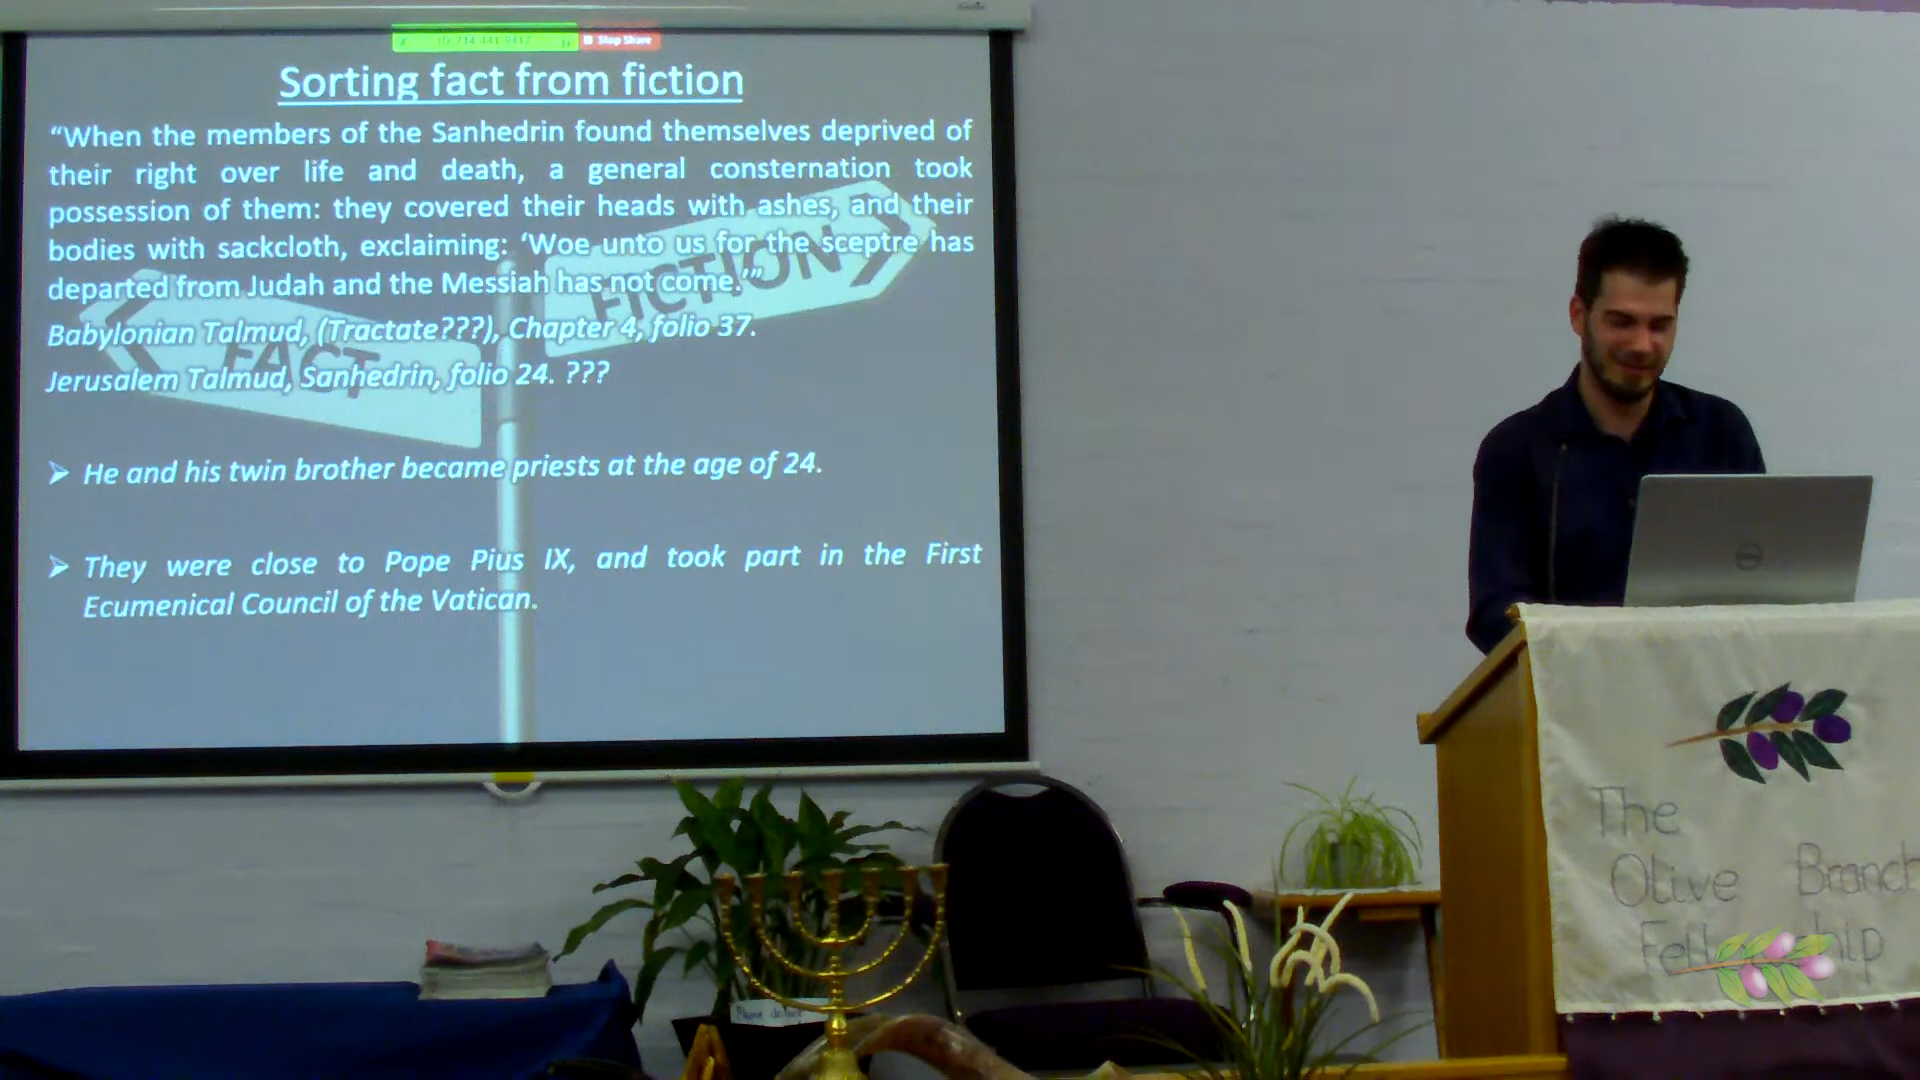 Stop Share
Sorting fact from fiction
“When the members of the Sanhedrin found themselves deprived of
their right over life and death, a general consternation took
possession of them: they covered their heads with ashes, and their
bodies with sackcloth, exclaiming: ‘Woe unto us for the sceptre has
departed from Judah and the Messiah has not come.’”
Babylonian Talmud, (Tractate???), Chapter 4, folio 37.
Jerusalem Talmud, Sanhedrin, folio 24. ???
FACT
FICTION
He and his twin brother became priests at the age of 24.
They were close to Pope Pius IX, and took part in the First
Ecumenical Council of the Vatican.
DELL
The
Olive Branch